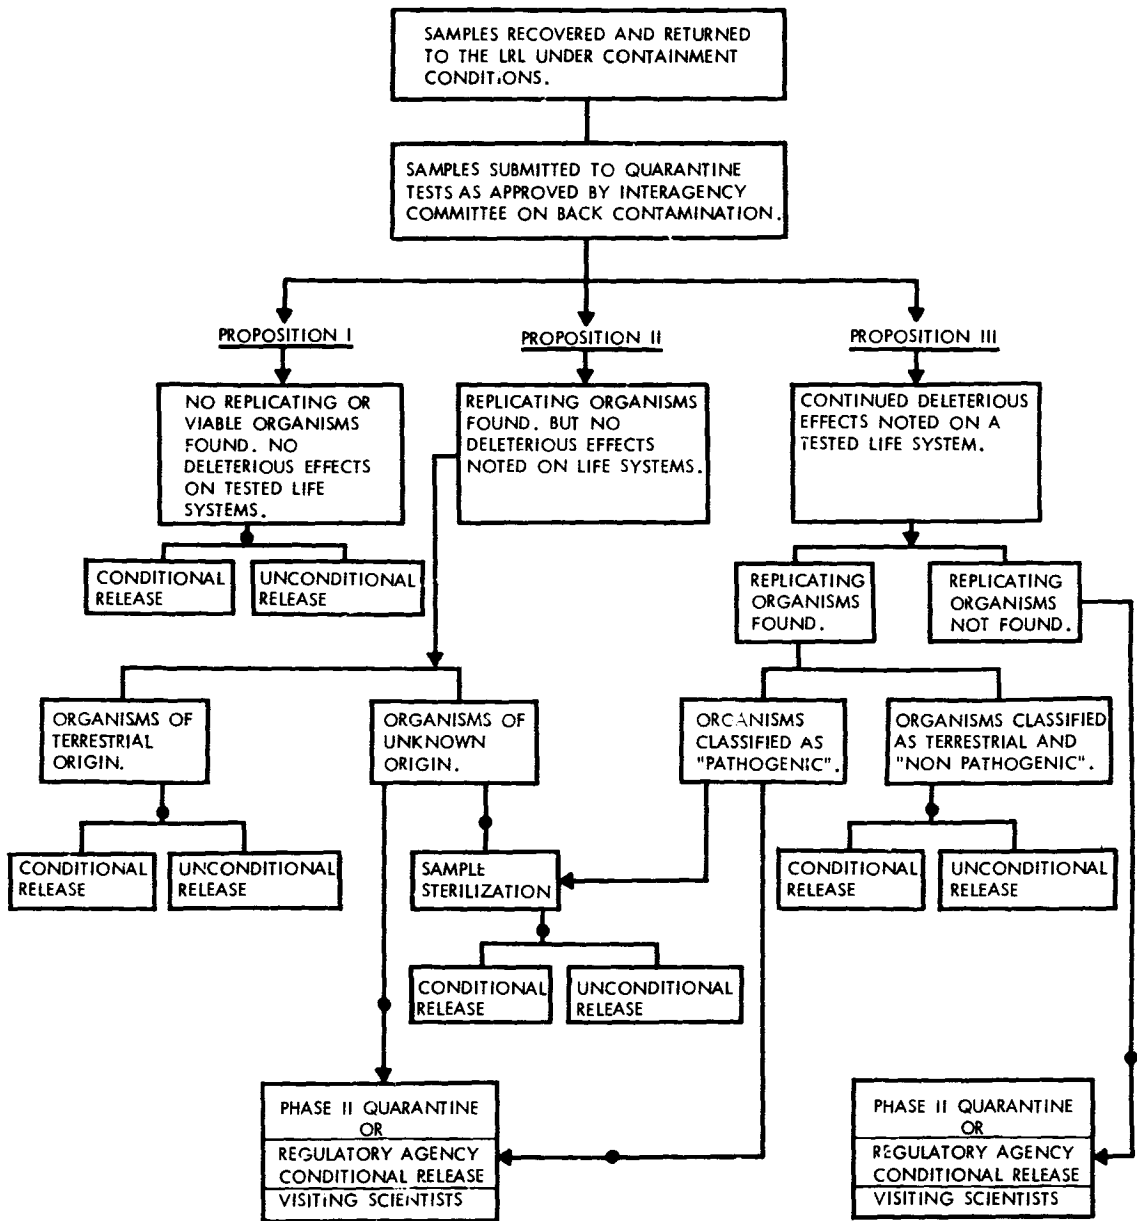 SAMPLES RECOVERED AND RETURNED
TO THE LRL UNDER CONTAINMENT
CONDITIONS.
SAMPLES SUBMITTED TO QUARANTINE
TESTS AS APPROVED BY INTERAGENCY
COMMITTEE ON BACK CONTAMINATION.
PROPOSITION I
PROPOSITION II
PROPOSITION III
NO REPLICATING OR
VIABLE ORGANISMS
FOUND. NO
DELETERIOUS EFFECTS
ON TESTED LIFE
SYSTEMS.
REPLICATING ORGANISMS
FOUND. BUT NO
DELETERIOUS EFFECTS
NOTED ON LIFE SYSTEMS.
CONTINUED DELETERIOUS
EFFECTS NOTED ON A
TESTED LIFE SYSTEM.
CONDITIONAL
RELEASE
UNCONDITIONAL
RELEASE
REPLICATING
ORGANISMS
FOUND.
REPLICATING
ORGANISMS
NOT FOUND.
ORGANISMS OF
TERRESTRIAL
ORIGIN.
ORGANISMS OF
UNKNOWN
ORIGIN.
ORGANISMS
CLASSIFIED AS
"PATHOGENIC".
ORGANISMS CLASSIFIED
AS TERRESTRIAL AND
"NON PATHOGENIC".
CONDITIONAL
RELEASE
UNCONDITIONAL
RELEASE
SAMPLE
STERILIZATION
CONDITIONAL
RELEASE
UNCONDITIONAL
RELEASE
CONDITIONAL
RELEASE
UNCONDITIONAL
RELEASE
PHASE II QUARANTINE
OR
REGULATORY AGENCY
CONDITIONAL RELEASE
VISITING SCIENTISTS
PHASE II QUARANTINE
OR
REGULATORY AGENCY
CONDITIONAL RELEASE
VISITING SCIENTISTS